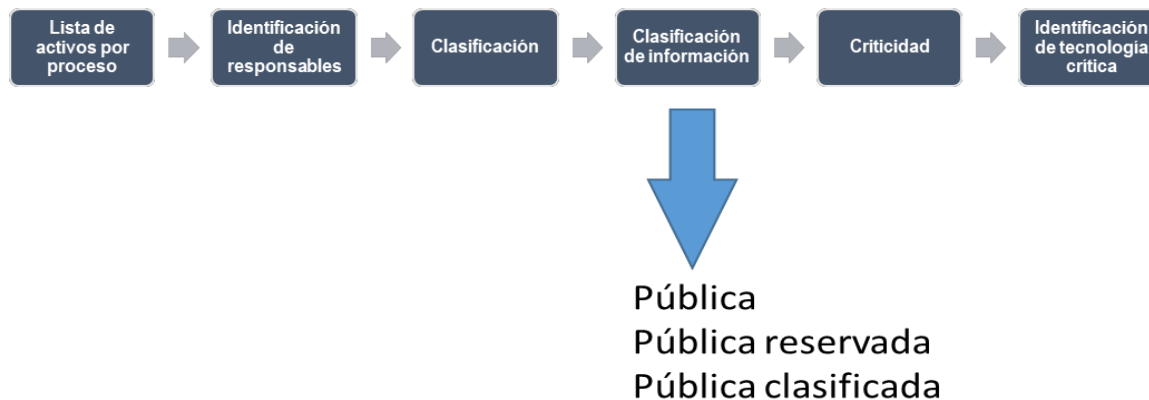 Lista de
activos por
proceso
Identificación
de
responsables
Clasificación
Clasificación
de información
Criticidad
Identificación
de tecnología
crítica
Pública
Pública reservada
Pública clasificada